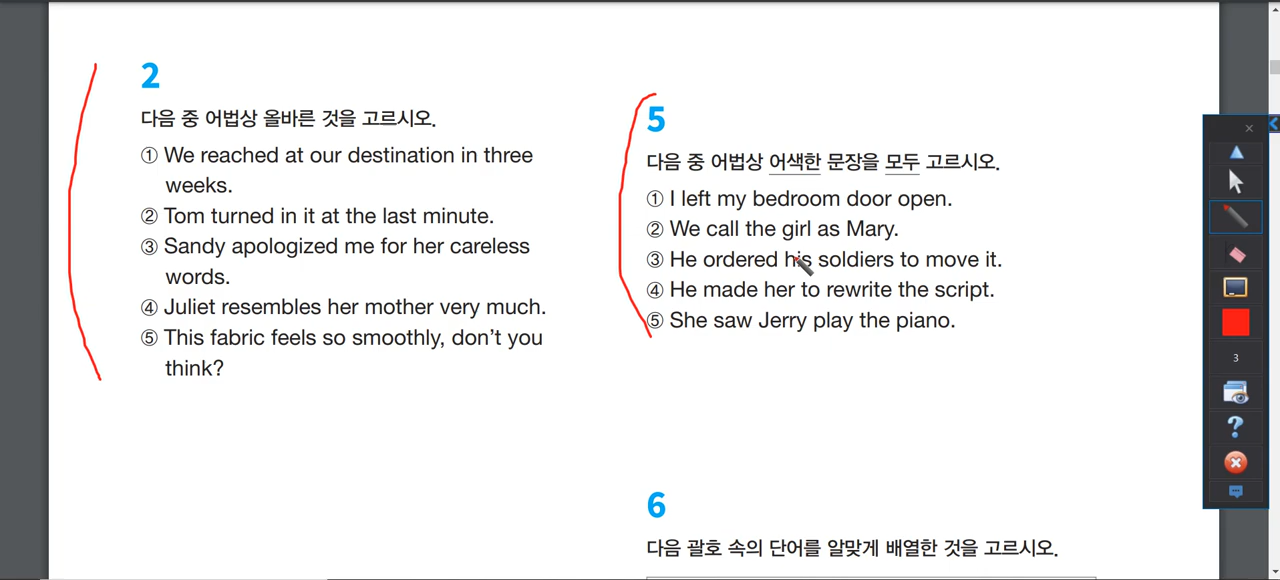 2
다음 중 어법상 올바른 것을 고르시오.
① We reached at our destination in three
weeks.
② Tom turned in it at the last minute.
③ Sandy apologized me for her careless
words.
④ Juliet resembles her mother very much.
⑤ This fabric feels so smoothly, don't you
think?
5
다음 중 어법상 어색한 문장을 모두 고르시오.
① I left my bedroom door open.
② We call the girl as Mary.
③ He ordered his soldiers to move it.
④ He made her to rewrite the script.
⑤ She saw Jerry play the piano.
6
다음 괄호 속의 단어를 알맞게 배열한 것을 고르시오.
3